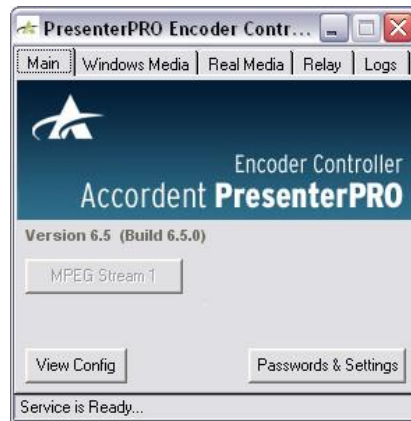 PresenterPRO Encoder Contr...
Main Windows Media Real Media Relay Logs
Encoder Controller
Accordent PresenterPRO
Version 6.5 (Build 6.5.0)
MPEG Stream 1
View Config Passwords & Settings
Service is Ready...